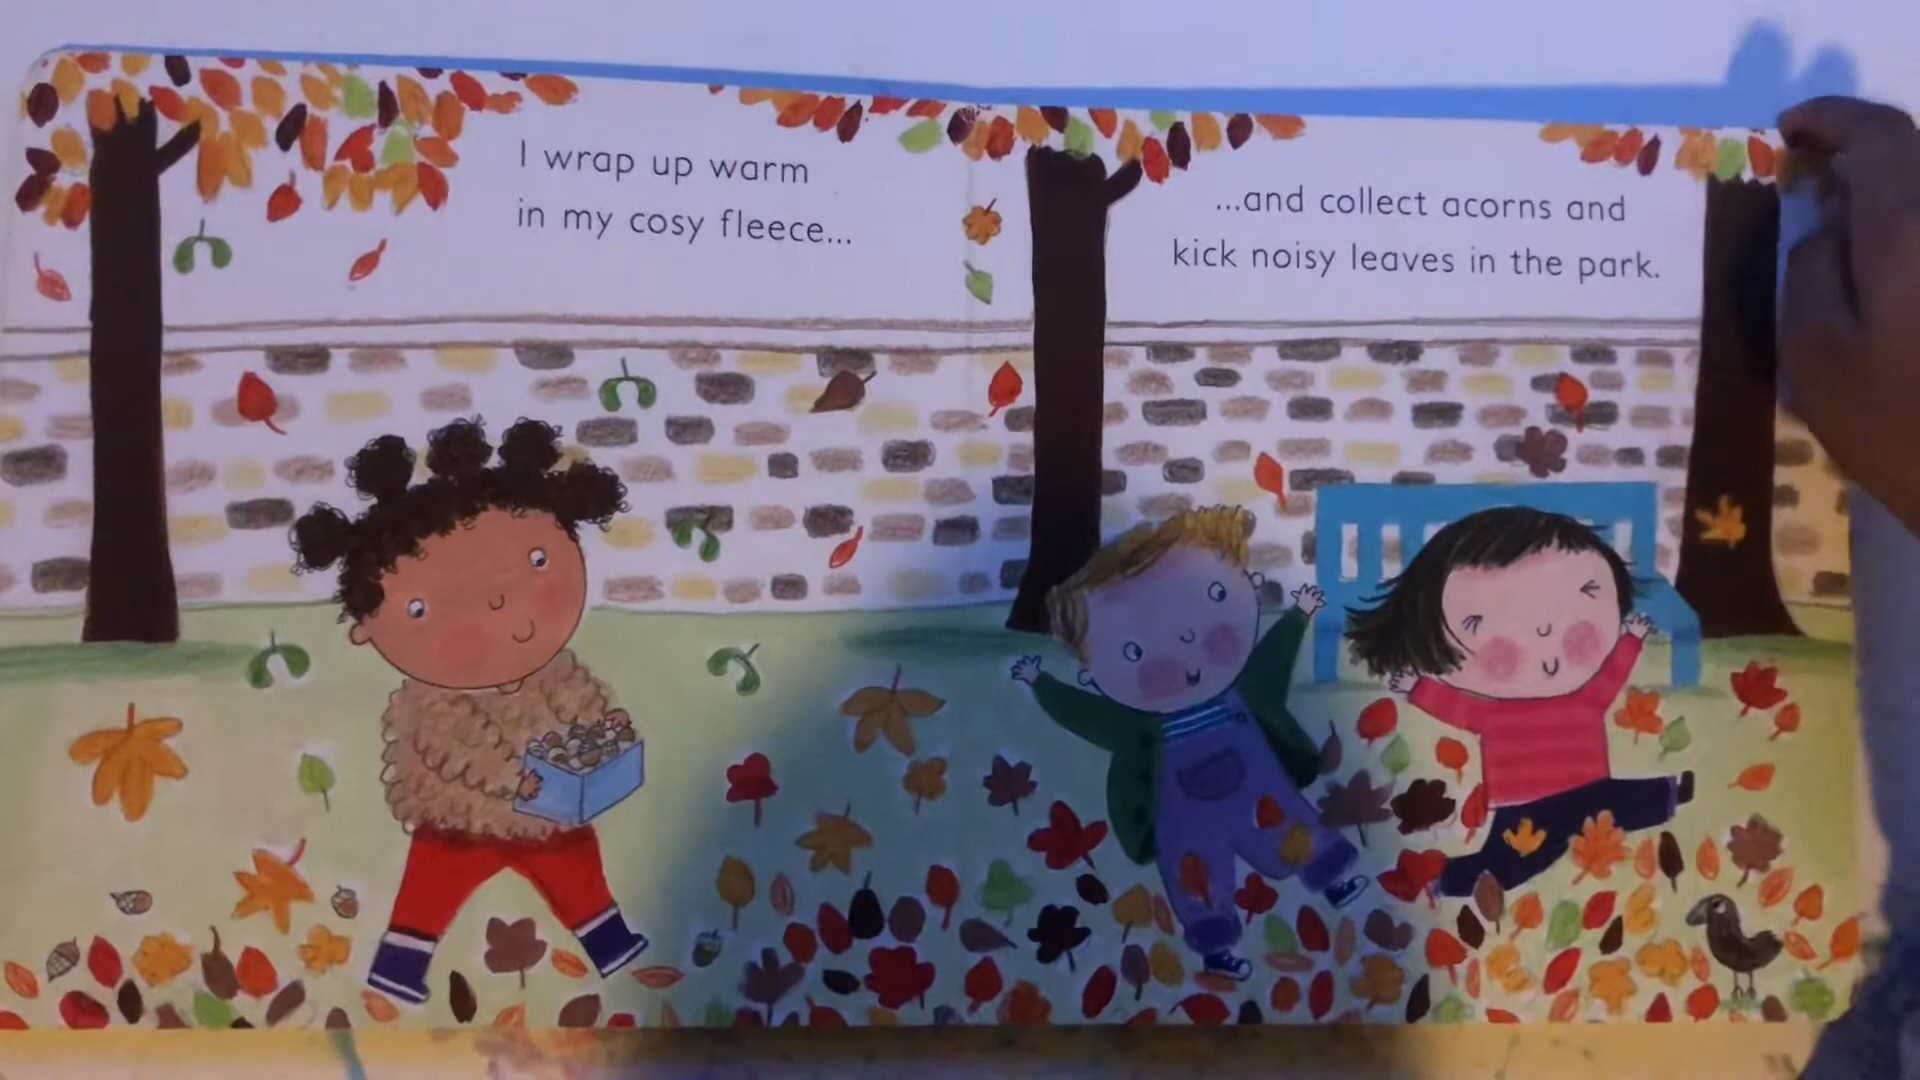 I wrap up warm
in my cosy fleece...
...and collect acorns and
kick noisy leaves in the park.